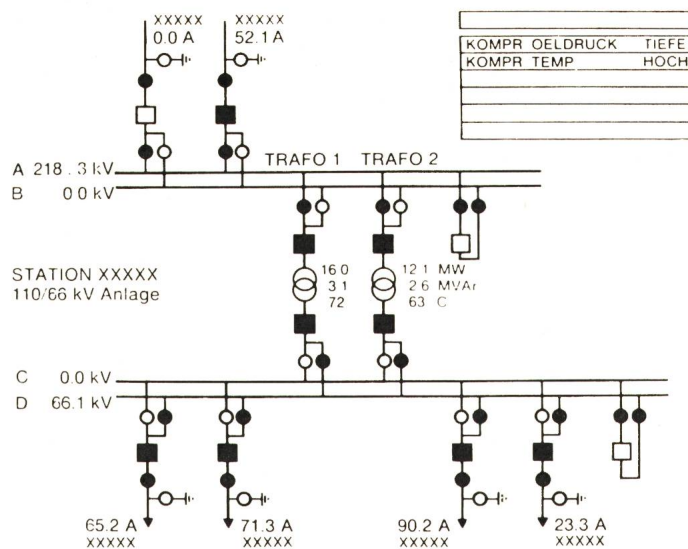 XXXXX XXXXX
0.0 A 52.1 A
KOMPR OELDRUCK TIEFE
KOMPR TEMP HOCH
A 218.3 kV
B 0.0 kV
TRAFO 1 TRAFO 2
STATION XXXXX
110/66 kV Anlage
16.0 12.1 MW
3.1 2.6 MVAr
72 63 C
C 0.0 kV
D 66.1 kV
65.2 A 71.3 A 90.2 A 23.3 A
XXXXX XXXXX XXXXX XXXXX